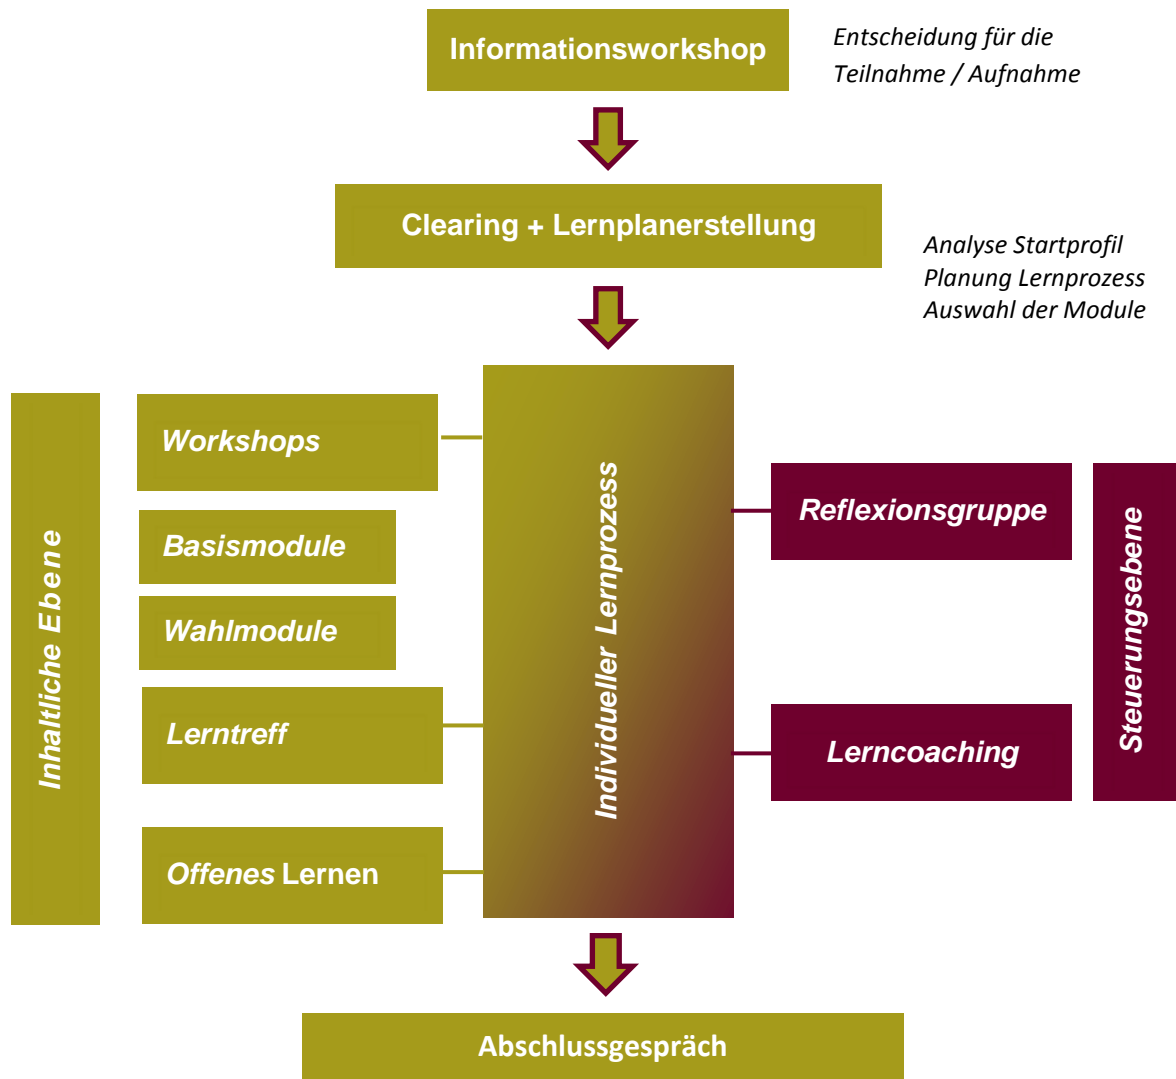 Informationsworkshop
Entscheidung für die
Teilnahme / Aufnahme
Clearing + Lernplanerstellung
Analyse Startprofil
Planung Lernprozess
Auswahl der Module
Inhaltliche Ebene
Workshops
Basismodule
Wahlmodule
Lerntreff
Offenes Lernen
Individueller Lernprozess
Reflexionsgruppe
Lerncoaching
Steuerungsebene
Abschlussgespräch